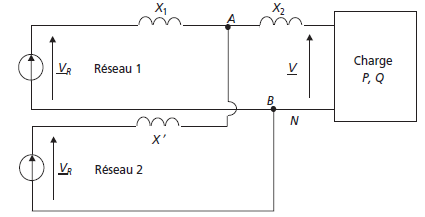 X1 A X2
VR Réseau 1 V Charge
P, Q
B
N
X'
VR Réseau 2